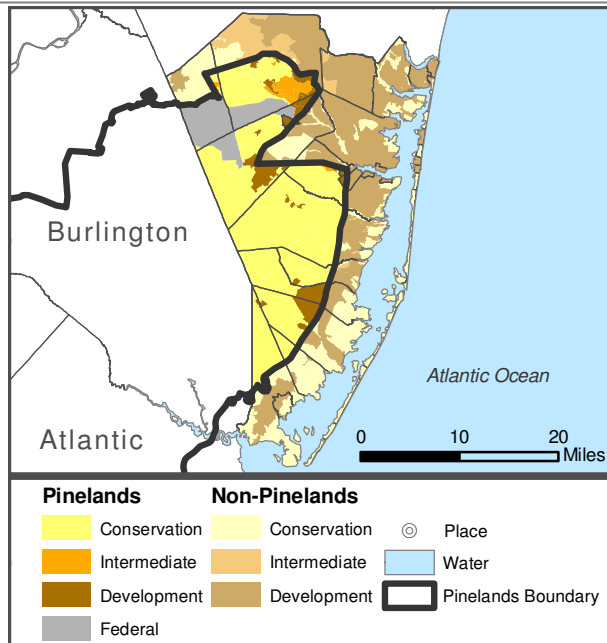 Burlington
Atlantic Ocean
Atlantic
0 10 20
Miles
Pinelands Non-Pinelands
Conservation Conservation Place
Intermediate Intermediate Water
Development Development Pinelands Boundary
Federal